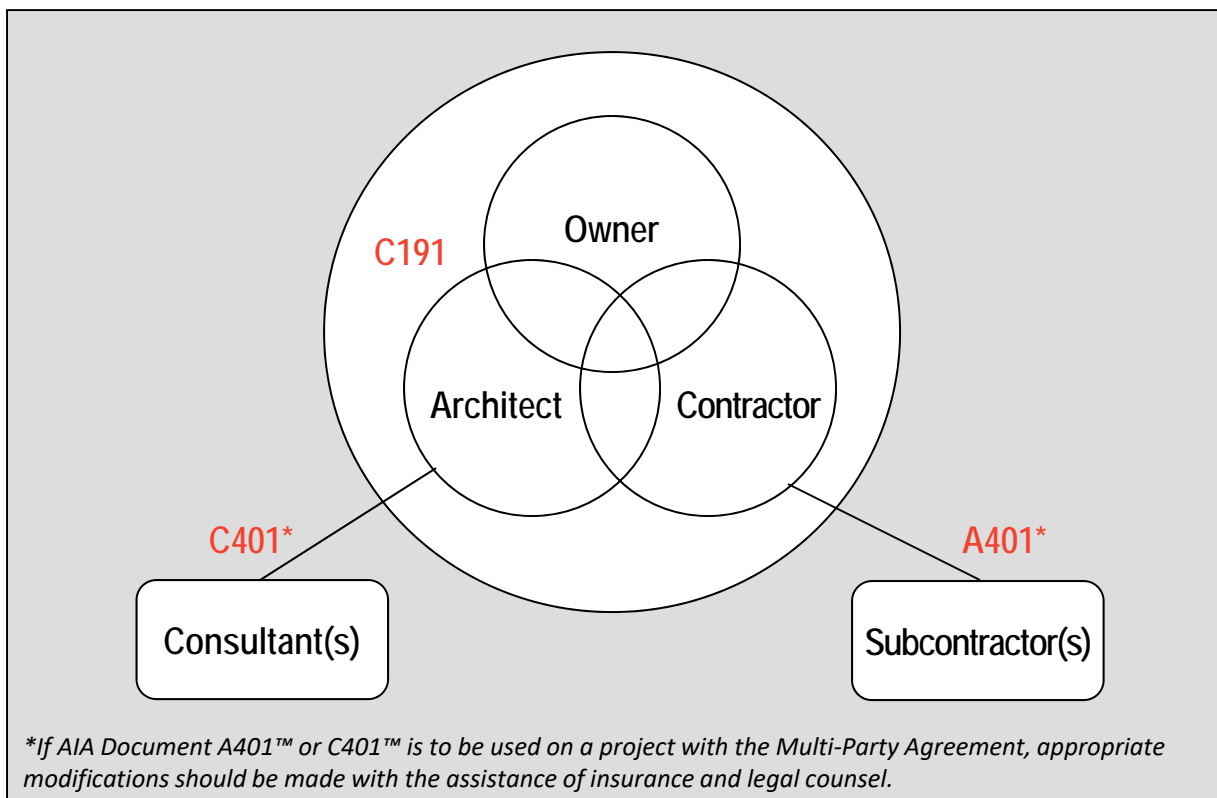 Owner
C191
Architect
Contractor
C401*
A401*
Consultant(s)
Subcontractor(s)
*If AIA Document A401™ or C401™ is to be used on a project with the Multi-Party Agreement, appropriate
modifications should be made with the assistance of insurance and legal counsel.